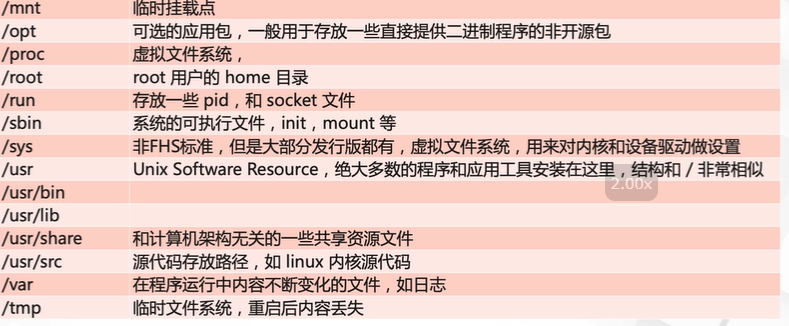 /mnt 临时挂载点
/opt 可选的应用包，一般用于存放一些直接提供二进制程序的非开源包
/proc 虚拟文件系统，
/root root 用户的 home 目录
/run 存放一些 pid，和 socket 文件
/sbin 系统的可执行文件，init，mount 等
/sys 非FHS标准，但是大部分发行版都有，虚拟文件系统，用来对内核和设备驱动做设置
/usr Unix Software Resource，绝大多数的程序和应用工具安装在这里，结构和 / 非常相似
2.00x
/usr/bin
/usr/lib
/usr/share 和计算机架构无关的一些共享资源文件
/usr/src 源代码存放路径，如 linux 内核源代码
/var 在程序运行中内容不断变化的文件，如日志
/tmp 临时文件系统，重启后内容丢失